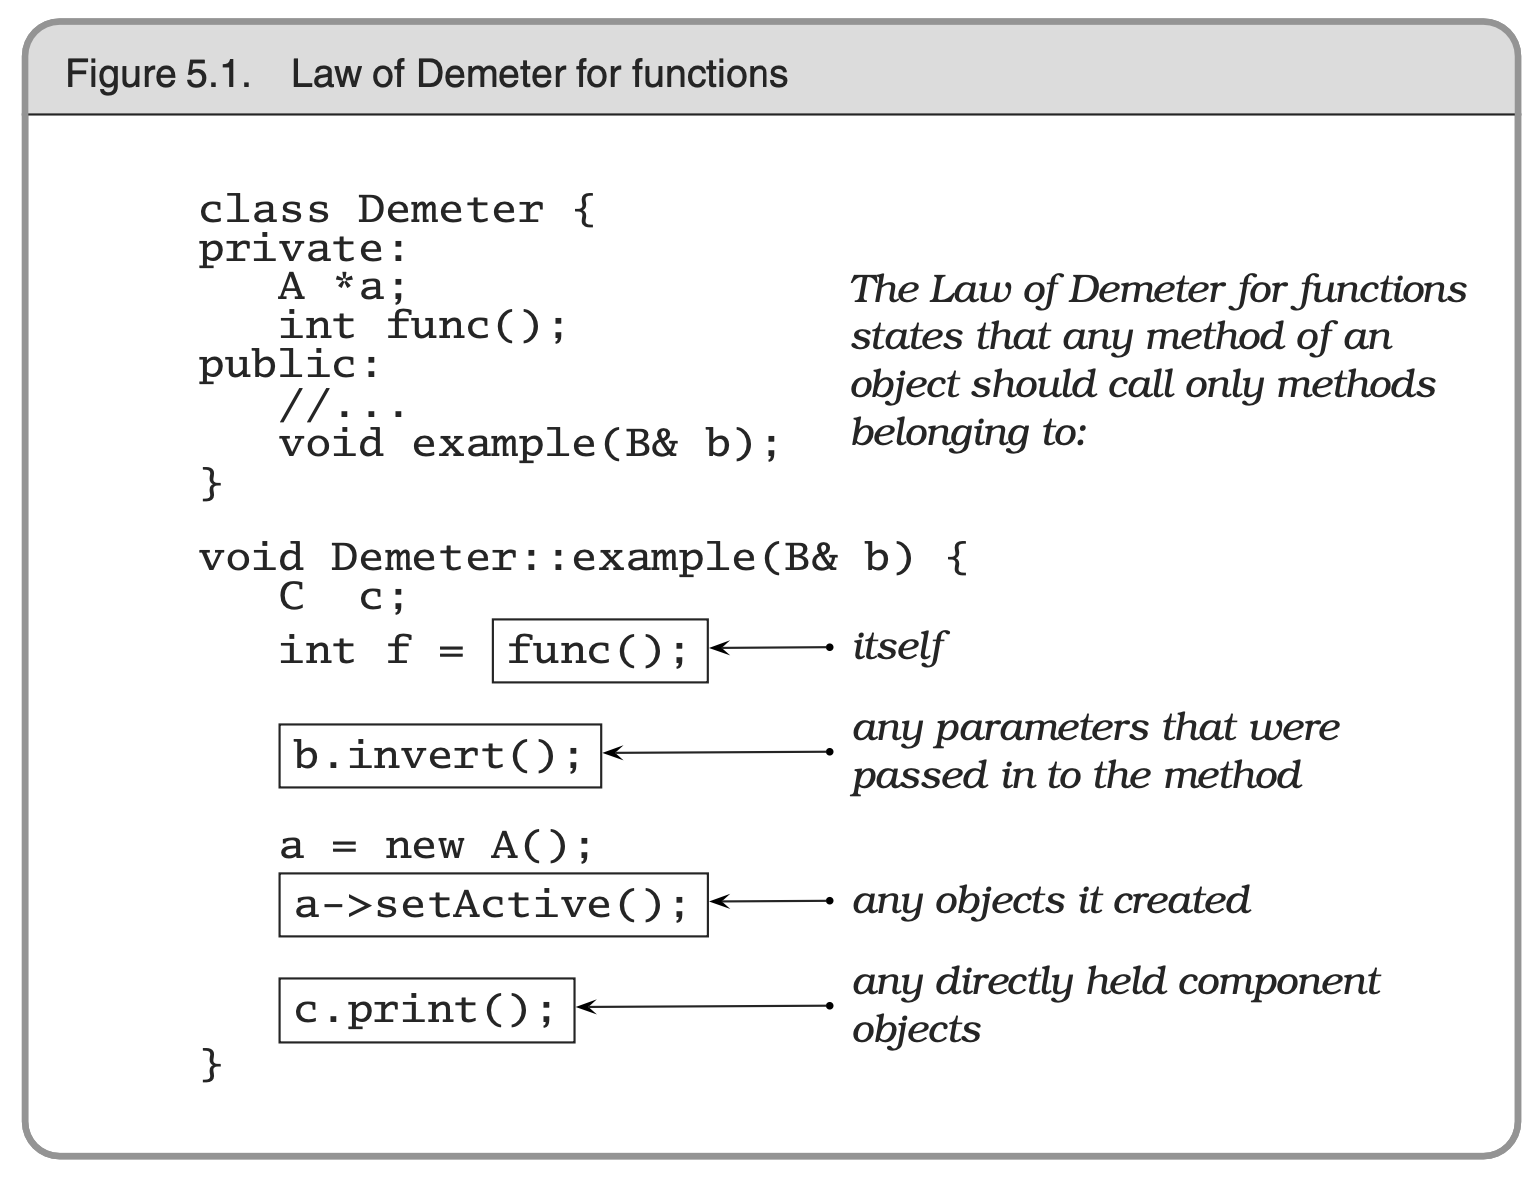 Figure 5.1. Law of Demeter for functions
class Demeter {
private:
A *a;
int func();
public:
//...
void example(B& b);
}
The Law of Demeter for functions
states that any method of an
object should call only methods
belonging to:
void Demeter::example(B& b) {
C c;
int f = func();
itself
b.invert();
any parameters that were
passed in to the method
a = new A();
a->setActive();
any objects it created
c.print();
any directly held component
objects
}